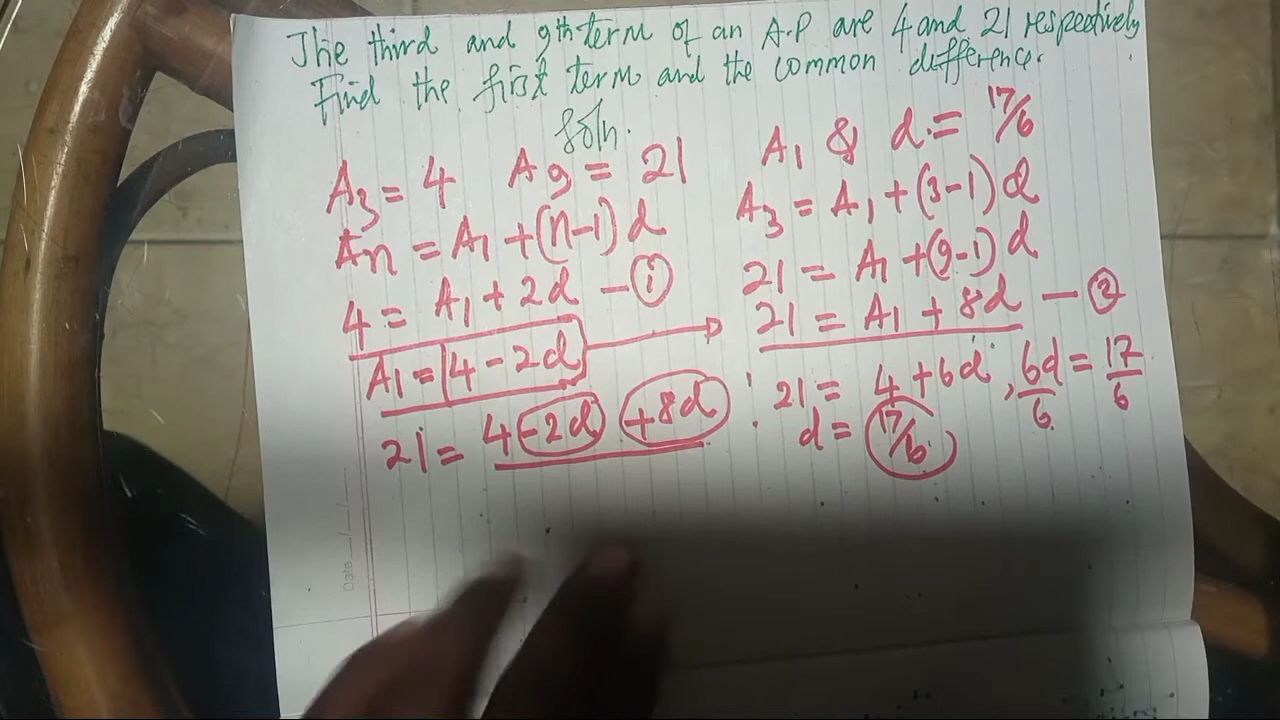 The third and 9th term of an A.P are 4 and 21 respectively
Find the first term and the common difference.
Soln.
A3 = 4 A9 = 21
An = A1 + (n-1)d
4 = A1 + 2d - ①
A1 = 4 - 2d
21 = 4 - 2d + 8d
A1 & d = 17/6
A3 = A1 + (3-1)d
21 = A1 + (9-1)d
21 = A1 + 8d - ②
21 = 4 + 6d, 6d/6 = 17/6
d = 17/6
Date